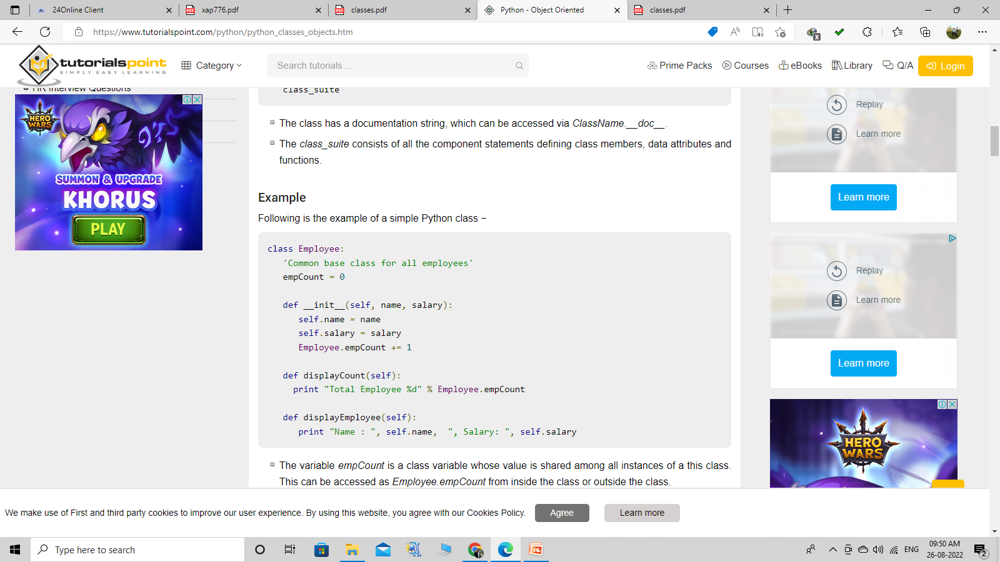 24Online Client
xap776.pdf
classes.pdf
Python - Object Oriented
classes.pdf
https://www.tutorialspoint.com/python/python_classes_objects.htm
tutorialspoint
SIMPLY EASY LEARNING
Category
Search tutorials ...
Prime Packs
Courses
eBooks
Library
Q/A
Login
HR Interview Questions
HERO
WARS
SUMMON & UPGRADE
KHORUS
PLAY
class_suite
The class has a documentation string, which can be accessed via ClassName.__doc__.
The class_suite consists of all the component statements defining class members, data attributes and
functions.
Example
Following is the example of a simple Python class −
class Employee:
'Common base class for all employees'
empCount = 0
def __init__(self, name, salary):
self.name = name
self.salary = salary
Employee.empCount += 1
def displayCount(self):
print "Total Employee %d" % Employee.empCount
def displayEmployee(self):
print "Name : ", self.name,  ", Salary: ", self.salary
The variable empCount is a class variable whose value is shared among all instances of a this class.
This can be accessed as Employee.empCount from inside the class or outside the class.
Replay
Learn more
Learn more
Replay
Learn more
Learn more
HERO
WARS
We make use of First and third party cookies to improve our user experience. By using this website, you agree with our Cookies Policy.
Agree
Learn more
Type here to search
ENG
09:50 AM
26-08-2022
2